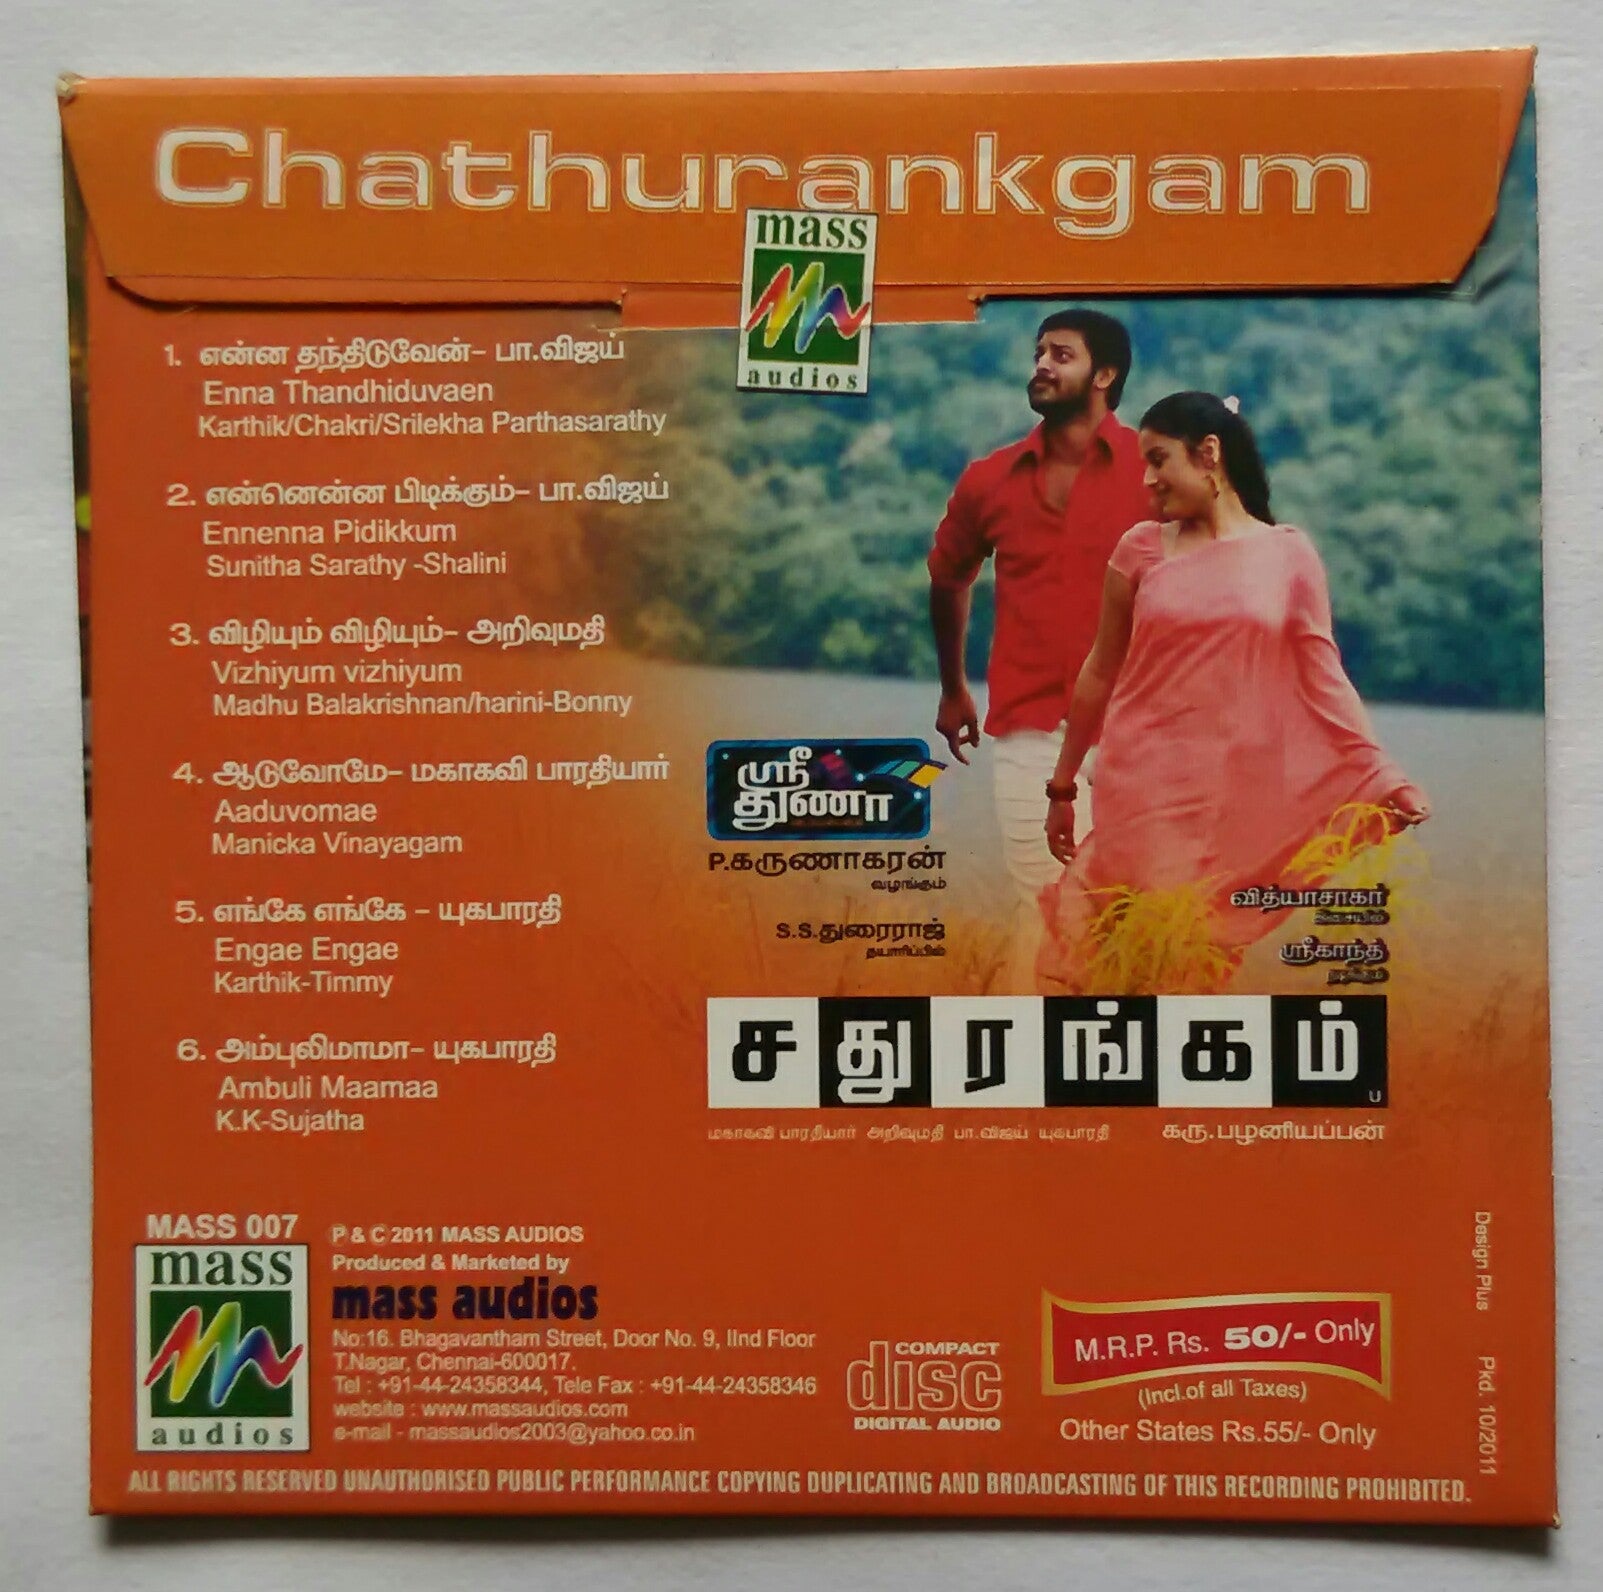 Chathurankgam
mass
audios
1. என்ன தந்திடுவேன்- பா.விஜய்
Enna Thandhiduvaen
Karthik/Chakri/Srilekha Parthasarathy
2. என்னென்ன பிடிக்கும்- பா.விஜய்
Ennenna Pidikkum
Sunitha Sarathy -Shalini
3. விழியும் விழியும்- அறிவுமதி
Vizhiyum vizhiyum
Madhu Balakrishnan/harini-Bonny
4. ஆடுவோமே- மகாகவி பாரதியார்
Aaduvomae
Manicka Vinayagam
5. எங்கே எங்கே - யுகபாரதி
Engae Engae
Karthik-Timmy
6. அம்புலிமாமா- யுகபாரதி
Ambuli Maamaa
K.K-Sujatha
ஸ்ரீ
துணா
P.கருணாகரன்
வழங்கும்
S.S.துரைராஜ்
தயாரிப்பில்
வித்யாசாகர்
இசையில்
ஸ்ரீகாந்த்
நடிக்கும்
சதுரங்கம்
U
மகாகவி பாரதியார் அறிவுமதி பா.விஜய் யுகபாரதி
கரு.பழனியப்பன்
MASS 007
mass
audios
P & C 2011 MASS AUDIOS
Produced & Marketed by
mass audios
No:16. Bhagavantham Street, Door No. 9, IInd Floor
T.Nagar, Chennai-600017.
Tel : +91-44-24358344, Tele Fax : +91-44-24358346
website : www.massaudios.com
e-mail - massaudios2003@yahoo.co.in
COMPACT
disc
DIGITAL AUDIO
M.R.P. Rs. 50/- Only
(Incl.of all Taxes)
Other States Rs.55/- Only
Design Plus Pkd.: 10/2011
ALL RIGHTS RESERVED UNAUTHORISED PUBLIC PERFORMANCE COPYING DUPLICATING AND BROADCASTING OF THIS RECORDING PROHIBITED.